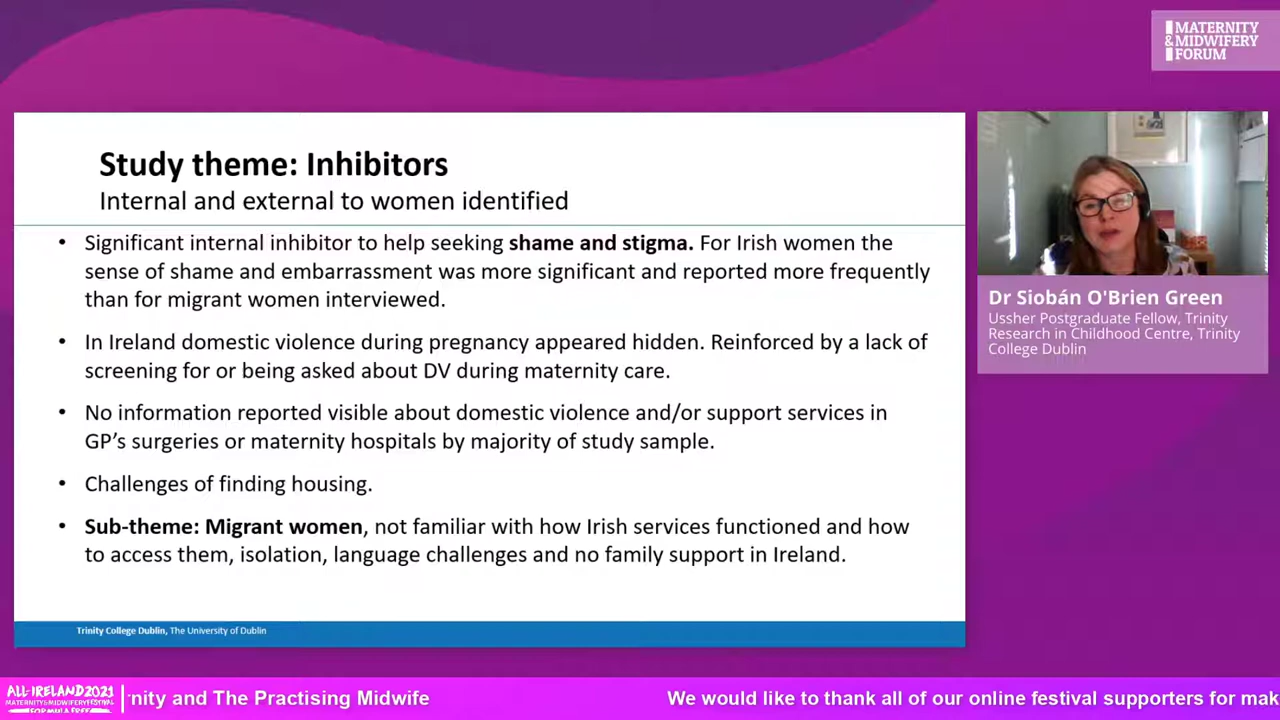 MATERNITY
&MIDWIFERY
FORUM
Study theme: Inhibitors
Internal and external to women identified
• Significant internal inhibitor to help seeking shame and stigma. For Irish women the
sense of shame and embarrassment was more significant and reported more frequently
than for migrant women interviewed.
• In Ireland domestic violence during pregnancy appeared hidden. Reinforced by a lack of
screening for or being asked about DV during maternity care.
• No information reported visible about domestic violence and/or support services in
GP's surgeries or maternity hospitals by majority of study sample.
• Challenges of finding housing.
• Sub-theme: Migrant women, not familiar with how Irish services functioned and how
to access them, isolation, language challenges and no family support in Ireland.
Trinity College Dublin, The University of Dublin
Dr Siobán O'Brien Green
Ussher Postgraduate Fellow, Trinity
Research in Childhood Centre, Trinity
College Dublin
ALL-IRELAND2021
MATERNITY&MIDWIFERYFESTIVAL
FORMULA FREE
nity and The Practising Midwife We would like to thank all of our online festival supporters for mak